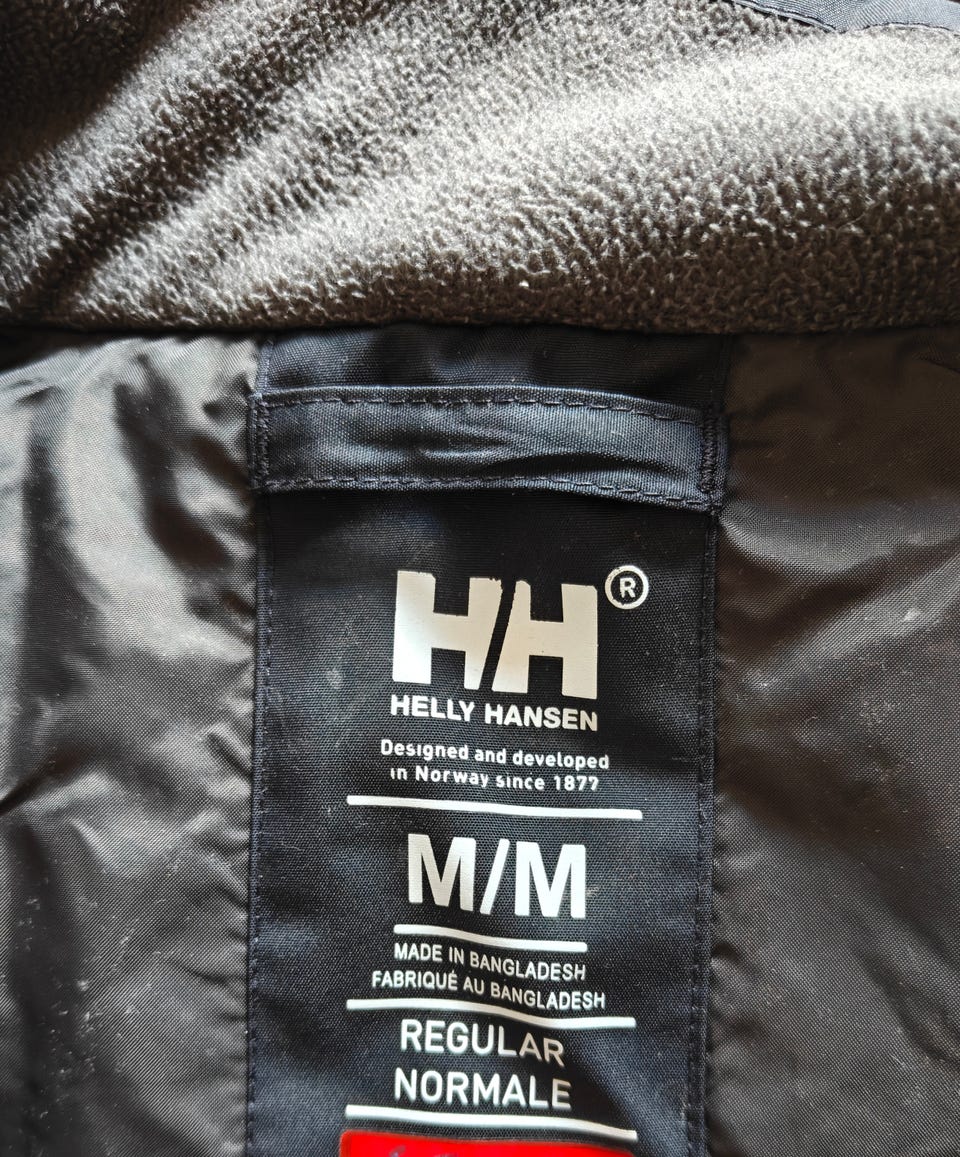 HH®
HELLY HANSEN
Designed and developed
in Norway since 1877
M/M
MADE IN BANGLADESH
FABRIQUÉ AU BANGLADESH
REGULAR
NORMALE